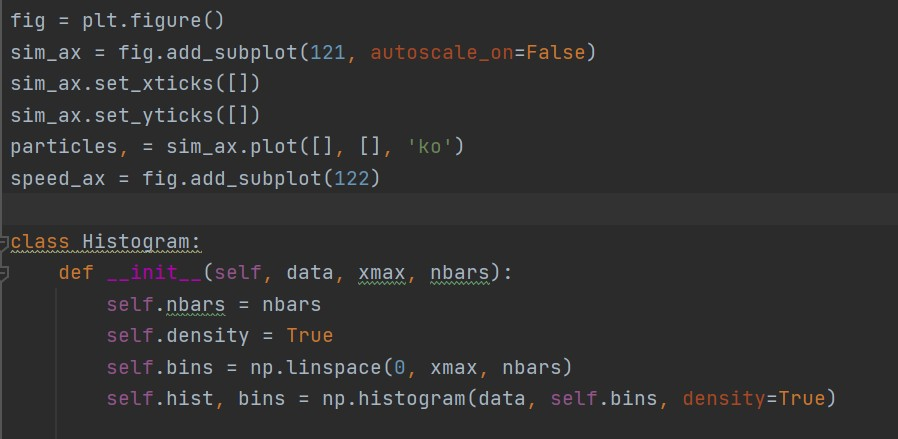 fig = plt.figure()
sim_ax = fig.add_subplot(121, autoscale_on=False)
sim_ax.set_xticks([])
sim_ax.set_yticks([])
particles, = sim_ax.plot([], [], 'ko')
speed_ax = fig.add_subplot(122)
class Histogram:
    def __init__(self, data, xmax, nbars):
        self.nbars = nbars
        self.density = True
        self.bins = np.linspace(0, xmax, nbars)
        self.hist, bins = np.histogram(data, self.bins, density=True)